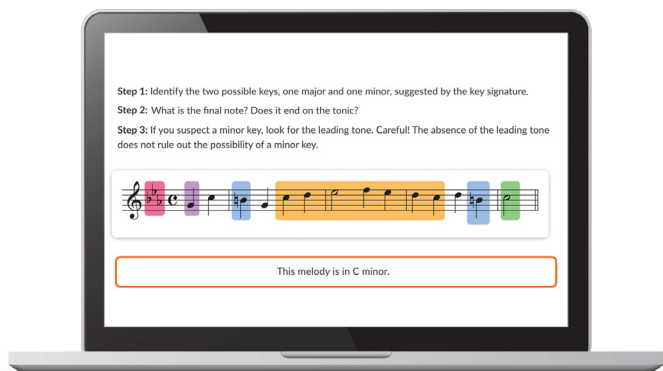 Step 1: Identify the two possible keys, one major and one minor, suggested by the key signature.
Step 2: What is the final note? Does it end on the tonic?
Step 3: If you suspect a minor key, look for the leading tone. Careful! The absence of the leading tone
does not rule out the possibility of a minor key.
This melody is in C minor.